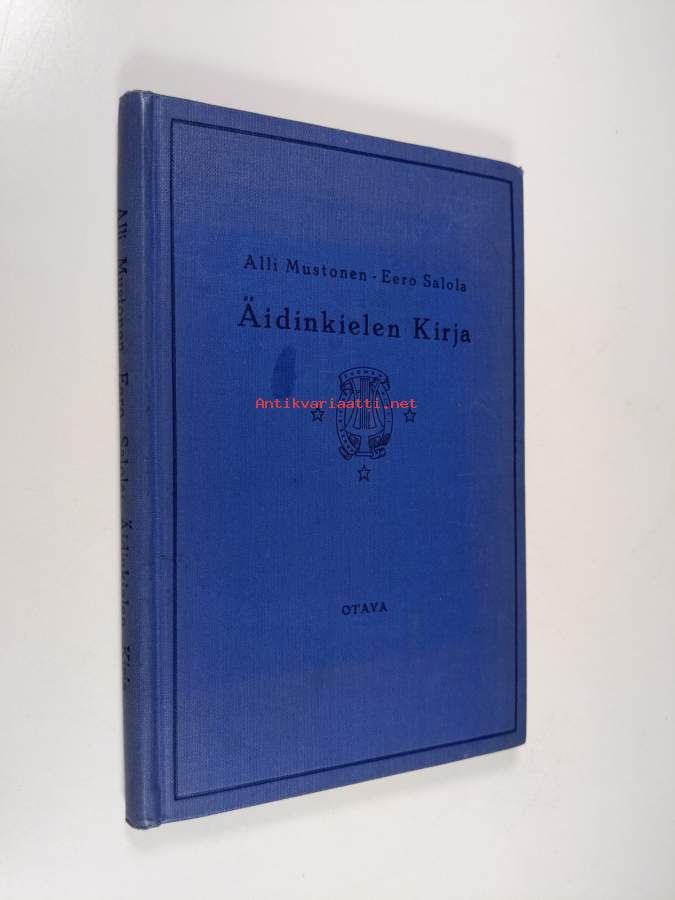 Alli Mustonen - Eero Salola
Äidinkielen Kirja
Antikvariaatti.net
OTAVA
Alli Mustonen Eero Salola Äidinkielen Kirja